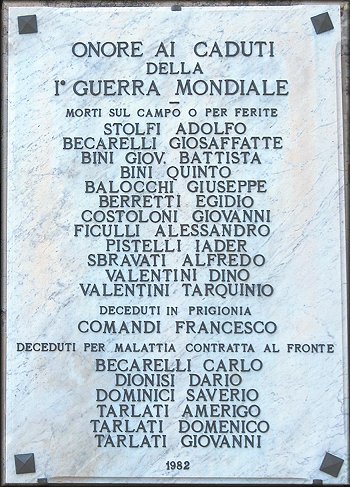 ONORE AI CADUTI
DELLA
I° GUERRA MONDIALE
MORTI SUL CAMPO O PER FERITE
STOLFI ADOLFO
BECARELLI GIOSAFFATTE
BINI GIOV. BATTISTA
BINI QUINTO
BALOCCHI GIUSEPPE
BERRETTI EGIDIO
COSTOLONI GIOVANNI
FICULLI ALESSANDRO
PISTELLI IADER
SBRAVATI ALFREDO
VALENTINI DINO
VALENTINI TARQUINIO
DECEDUTI IN PRIGIONIA
COMANDI FRANCESCO
DECEDUTI PER MALATTIA CONTRATTA AL FRONTE
BECARELLI CARLO
DIONISI DARIO
DOMINICI SAVERIO
TARLATI AMERIGO
TARLATI DOMENICO
TARLATI GIOVANNI
1982